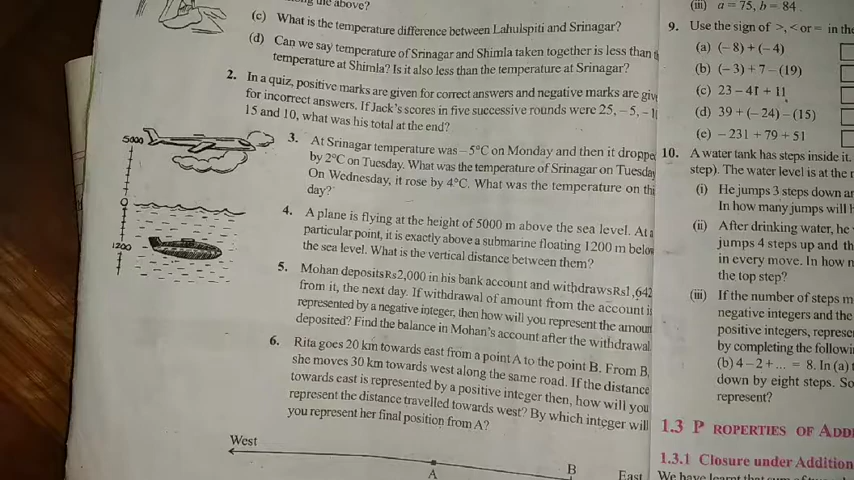 the above?
(c) What is the temperature difference between Lahulspiti and Srinagar?
(d) Can we say temperature of Srinagar and Shimla taken together is less than
temperature at Shimla? Is it also less than the temperature at Srinagar?
2. In a quiz, positive marks are given for correct answers and negative marks are giv
for incorrect answers. If Jack's scores in five successive rounds were 25, – 5, – 1
15 and 10, what was his total at the end?
3. At Srinagar temperature was – 5°C on Monday and then it droppe
by 2°C on Tuesday. What was the temperature of Srinagar on Tuesday
On Wednesday, it rose by 4°C. What was the temperature on thi
day?
5000
0
1200
4. A plane is flying at the height of 5000 m above the sea level. At a
particular point, it is exactly above a submarine floating 1200 m below
the sea level. What is the vertical distance between them?
5. Mohan deposits Rs2,000 in his bank account and withdraws Rs1,642
from it, the next day. If withdrawal of amount from the account i
represented by a negative integer, then how will you represent the amoun
deposited? Find the balance in Mohan's account after the withdrawal
6. Rita goes 20 km towards east from a point A to the point B. From B,
she moves 30 km towards west along the same road. If the distance
towards east is represented by a positive integer then, how will you
represent the distance travelled towards west? By which integer will
you represent her final position from A?
West
A
B
East
(iii) a = 75, b = 84
9. Use the sign of >, < or = in the
(a) (– 8) + (– 4)
(b) (– 3) + 7 – (19)
(c) 23 – 41 + 11
(d) 39 + (– 24) – (15)
(e) – 231 + 79 + 51
10. A water tank has steps inside it.
step). The water level is at the
(i) He jumps 3 steps down an
In how many jumps will h
(ii) After drinking water, he
jumps 4 steps up and th
in every move. In how
the top step?
(iii) If the number of steps m
negative integers and the
positive integers, represe
by completing the followi
(b) 4 – 2 + ... = 8. In (a)
down by eight steps. So
represent?
1.3 P ROPERTIES OF ADDI
1.3.1 Closure under Addition
We have learnt that sum of